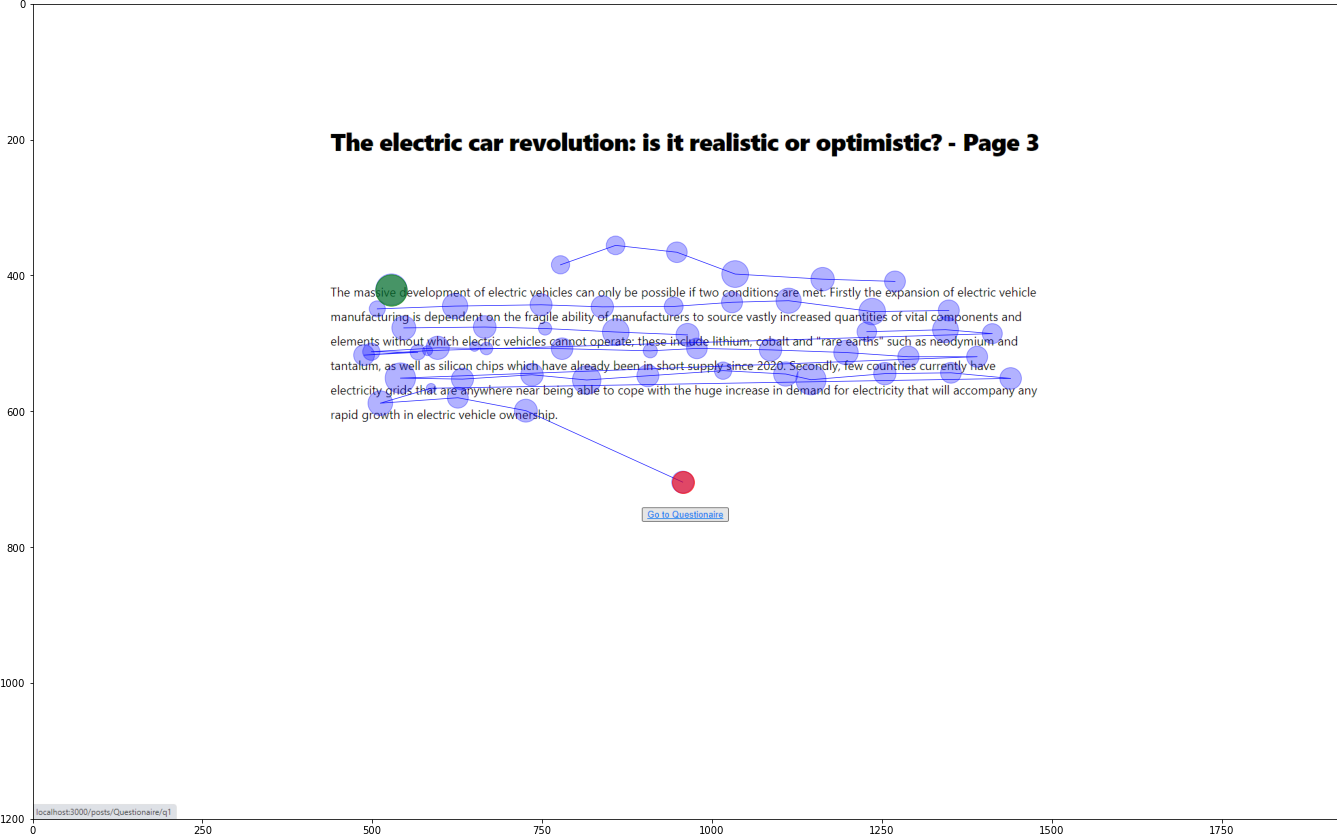 The electric car revolution: is it realistic or optimistic? - Page 3
The massive development of electric vehicles can only be possible if two conditions are met. Firstly the expansion of electric vehicle
manufacturing is dependent on the fragile ability of manufacturers to source vastly increased quantities of vital components and
elements without which electric vehicles cannot operate; these include lithium, cobalt and "rare earths" such as neodymium and
tantalum, as well as silicon chips which have already been in short supply since 2020. Secondly, few countries currently have
electricity grids that are anywhere near being able to cope with the huge increase in demand for electricity that will accompany any
rapid growth in electric vehicle ownership.
Go to Questionaire
localhost:3000/posts/Questionaire/q1
0
200
400
600
800
1000
1200
0 250 500 750 1000 1250 1500 1750